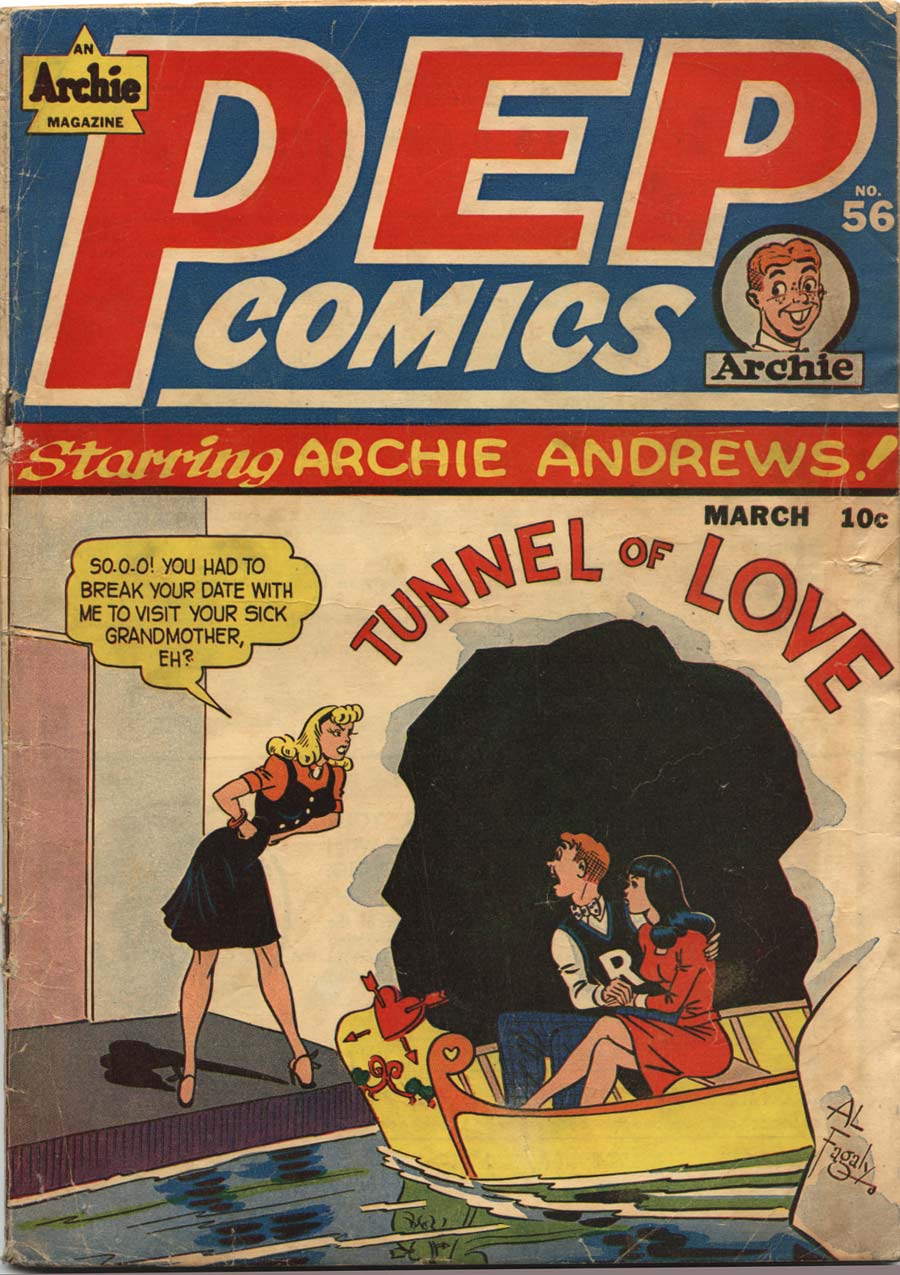 AN
Archie
MAGAZINE
PEP
COMICS
NO.
56
Archie
Starring ARCHIE ANDREWS!
MARCH 10¢
TUNNEL OF LOVE
SO.O-O! YOU HAD TO
BREAK YOUR DATE WITH
ME TO VISIT YOUR SICK
GRANDMOTHER,
EH?
R
AL
Fagaly